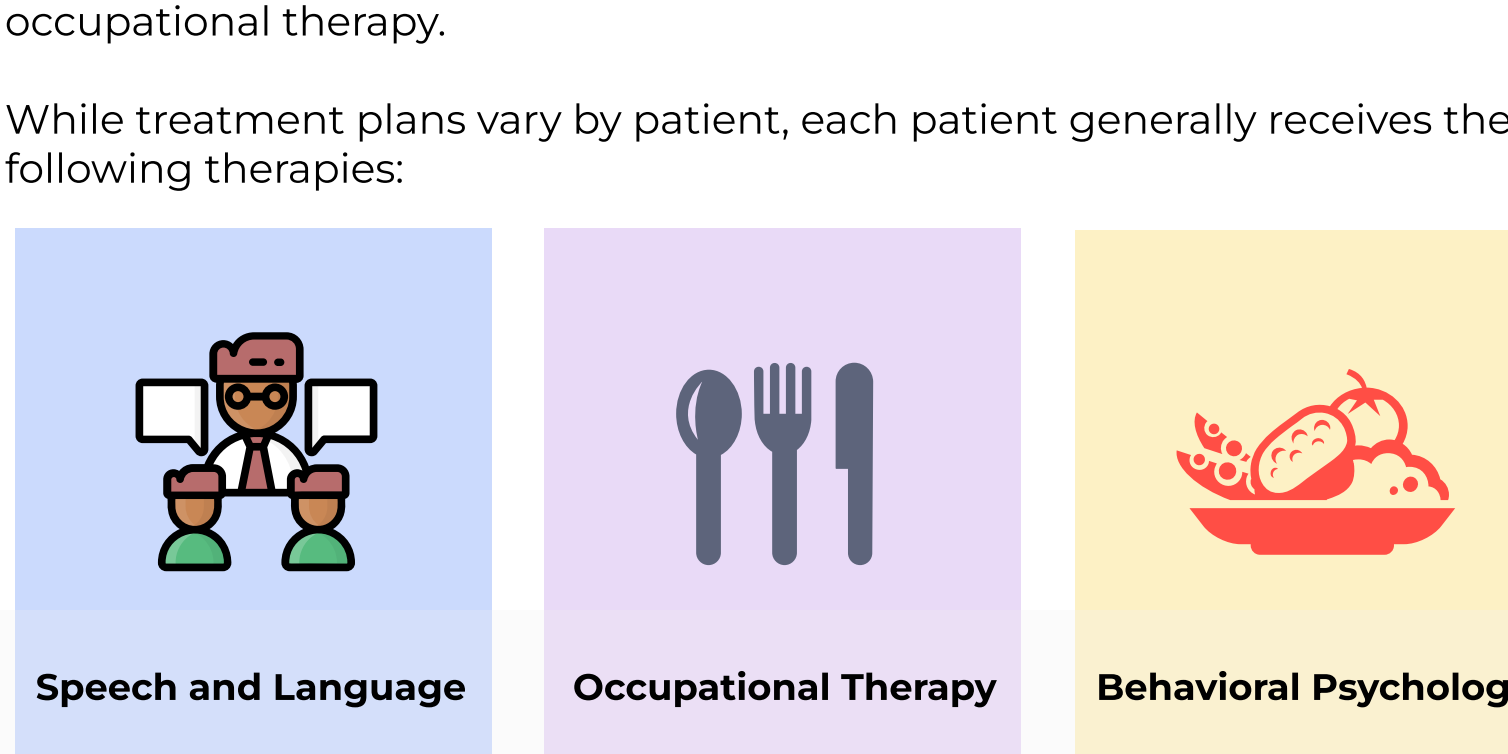 occupational therapy.
While treatment plans vary by patient, each patient generally receives the
following therapies:
Speech and Language
Occupational Therapy
Behavioral Psycholog